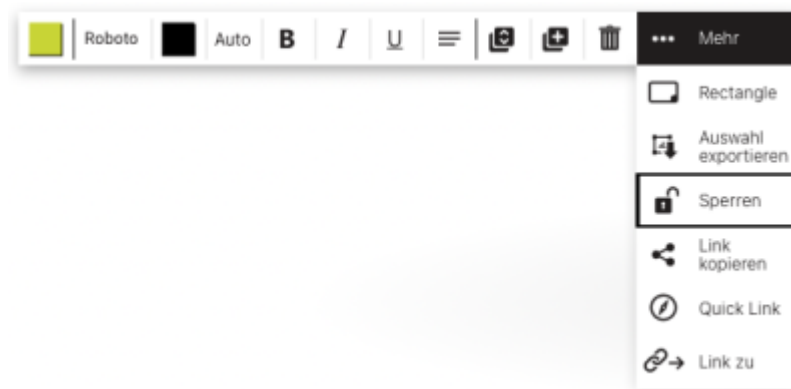 Roboto Auto B I U Mehr
Rectangle
Auswahl
exportieren
Sperren
Link
kopieren
Quick Link
Link zu